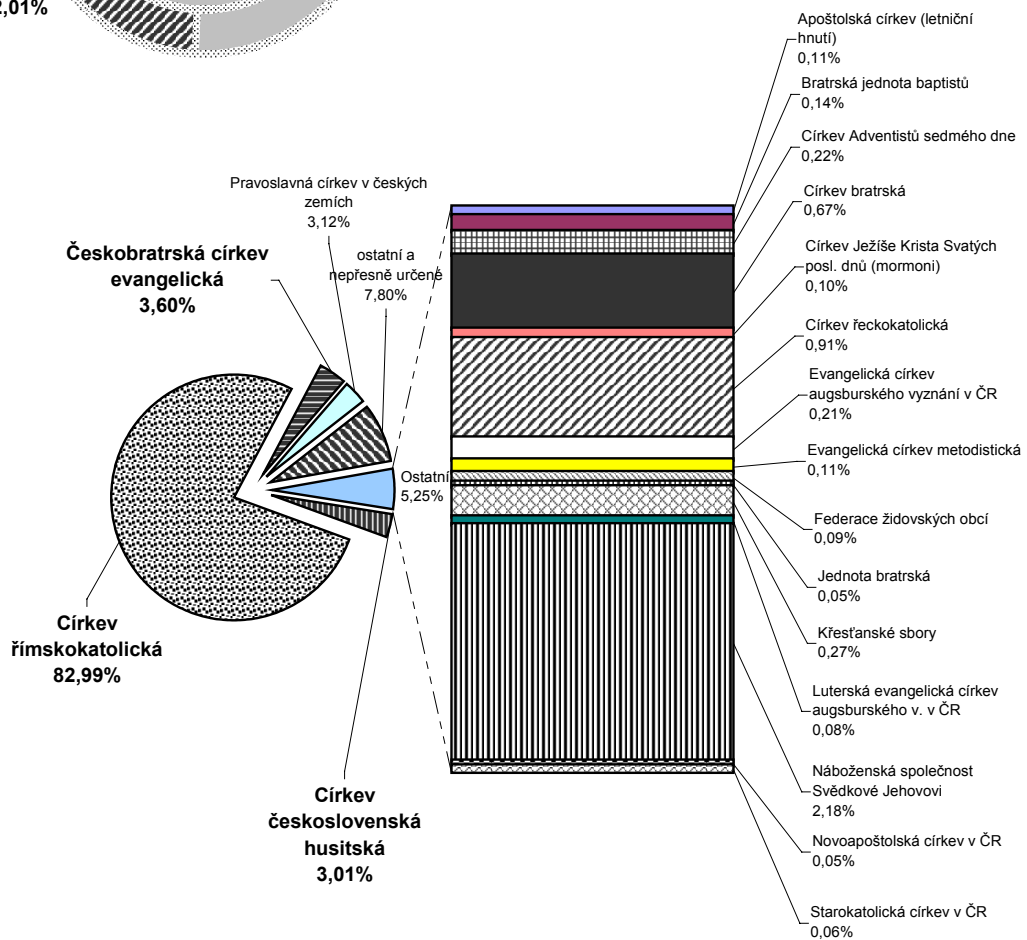 2,01%
Apoštolská církev (letniční
hnutí)
0,11%
Bratrská jednota baptistů
0,14%
Církev Adventistů sedmého dne
0,22%
Církev bratrská
0,67%
Církev Ježíše Krista Svatých
posl. dnů (mormoni)
0,10%
Církev řeckokatolická
0,91%
Evangelická církev
augsburského vyznání v ČR
0,21%
Evangelická církev metodistická
0,11%
Federace židovských obcí
0,09%
Jednota bratrská
0,05%
Křesťanské sbory
0,27%
Luterská evangelická církev
augsburského v. v ČR
0,08%
Náboženská společnost
Svědkové Jehovovi
2,18%
Novoapoštolská církev v ČR
0,05%
Starokatolická církev v ČR
0,06%
Pravoslavná církev v českých
zemích
3,12%
Českobratrská církev
evangelická
3,60%
ostatní a
nepřesně určené
7,80%
Ostatní
5,25%
Církev
římskokatolická
82,99%
Církev
československá
husitská
3,01%